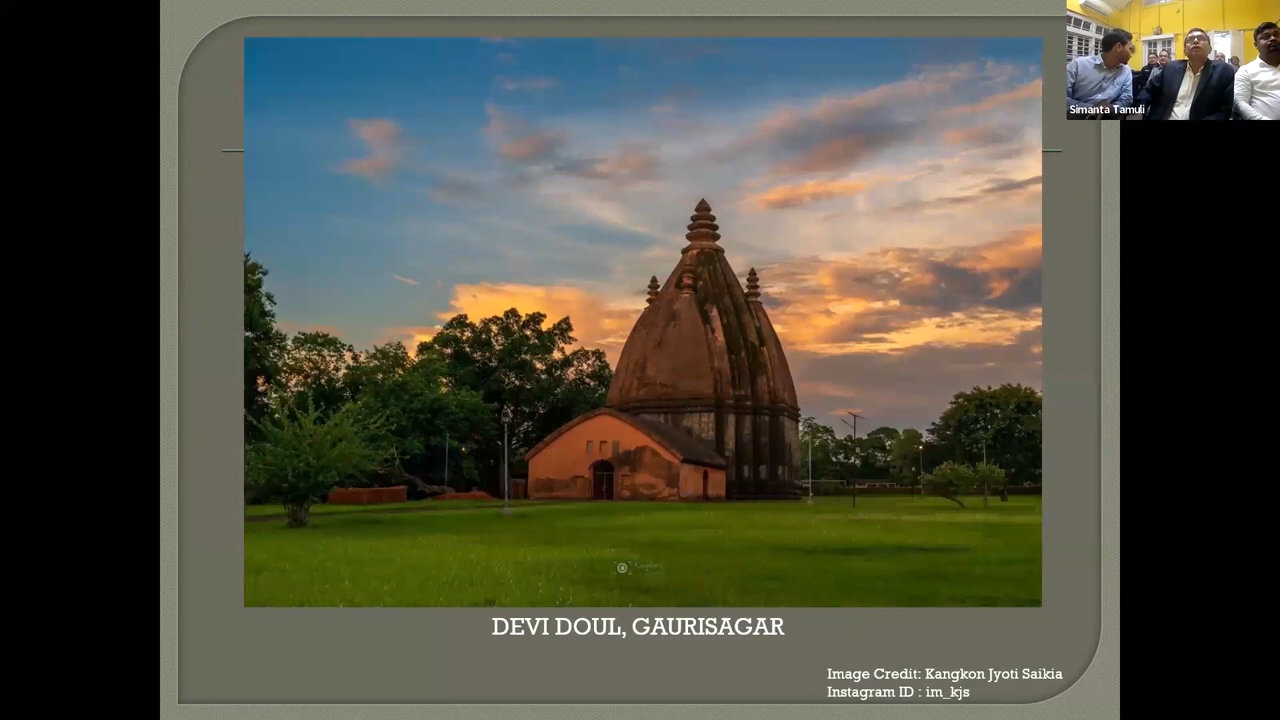 Simanta Tamuli
DEVI DOUL, GAURISAGAR
Image Credit: Kangkon Jyoti Saikia
Instagram ID : im_kjs